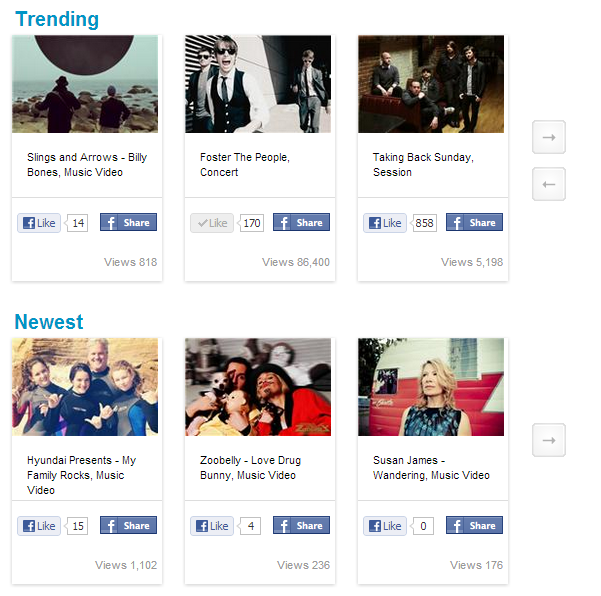 Trending
Slings and Arrows - Billy
Bones, Music Video
Like 14 Share
Views 818
Foster The People,
Concert
Like 170 Share
Views 86,400
Taking Back Sunday,
Session
Like 858 Share
Views 5,198
Newest
Hyundai Presents - My
Family Rocks, Music
Video
Like 15 Share
Views 1,102
Zoobelly - Love Drug
Bunny, Music Video
Like 4 Share
Views 236
Susan James -
Wandering, Music Video
Like 0 Share
Views 176